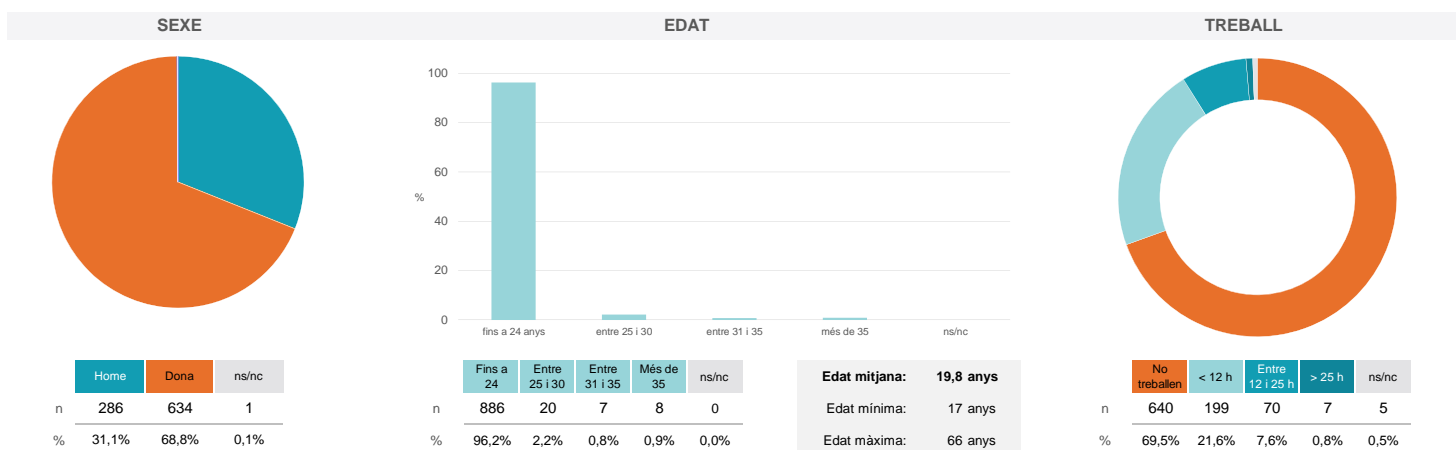 SEXE
EDAT
TREBALL
100
80
60
%
40
20
0
fins a 24 anys
entre 25 i 30
entre 31 i 35
més de 35
ns/nc
Home Dona ns/nc
n 286 634 1
% 31,1% 68,8% 0,1%
Fins a 24 Entre 25 i 30 Entre 31 i 35 Més de 35 ns/nc
n 886 20 7 8 0
% 96,2% 2,2% 0,8% 0,9% 0,0%
Edat mitjana: 19,8 anys
Edat mínima: 17 anys
Edat màxima: 66 anys
No treballen < 12 h Entre 12 i 25 h > 25 h ns/nc
n 640 199 70 7 5
% 69,5% 21,6% 7,6% 0,8% 0,5%